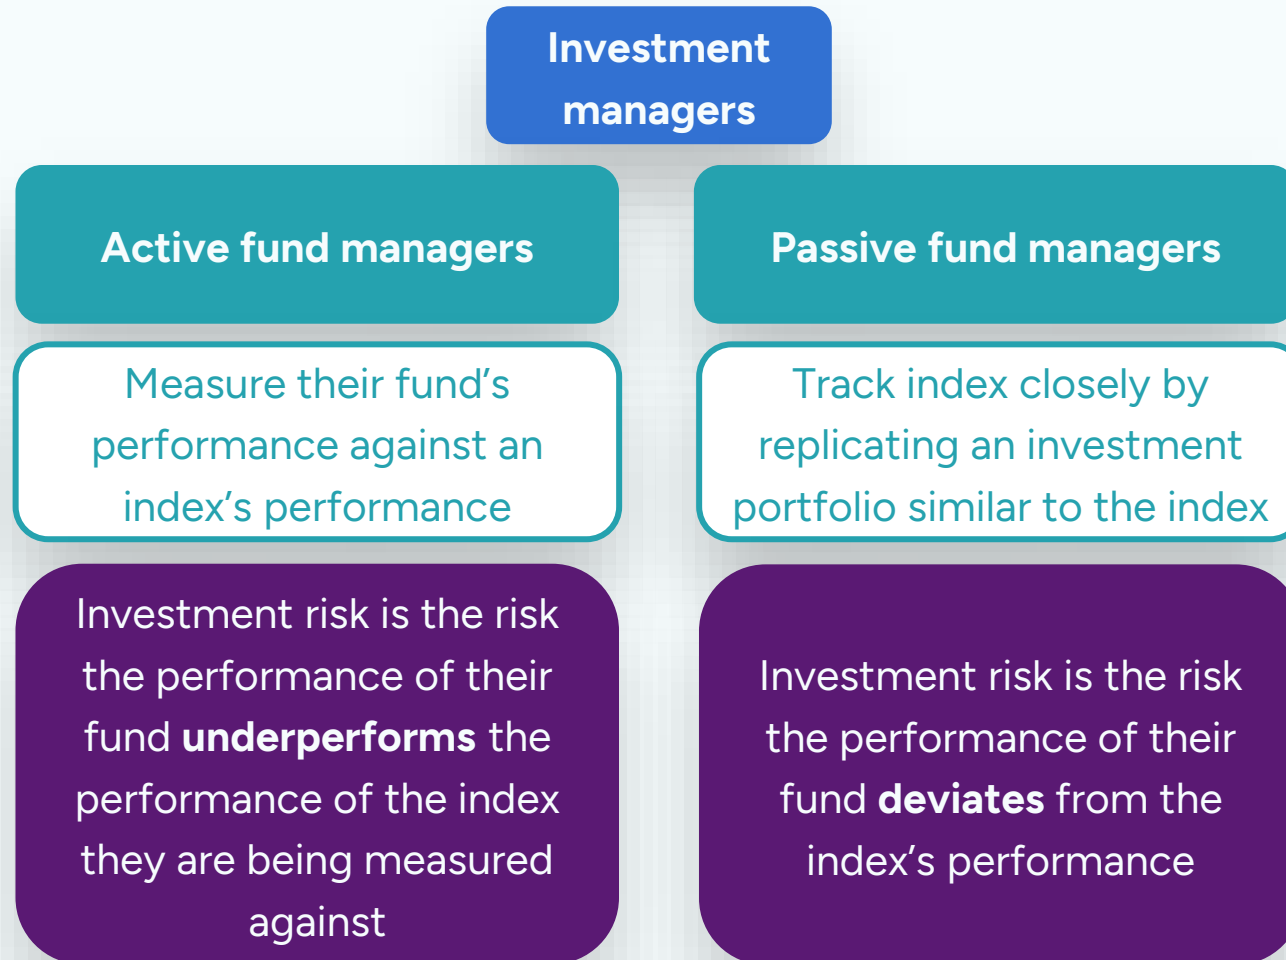 Investment
managers
Active fund managers
Measure their fund’s
performance against an
index’s performance
Investment risk is the risk
the performance of their
fund underperforms the
performance of the index
they are being measured
against
Passive fund managers
Track index closely by
replicating an investment
portfolio similar to the index
Investment risk is the risk
the performance of their
fund deviates from the
index’s performance